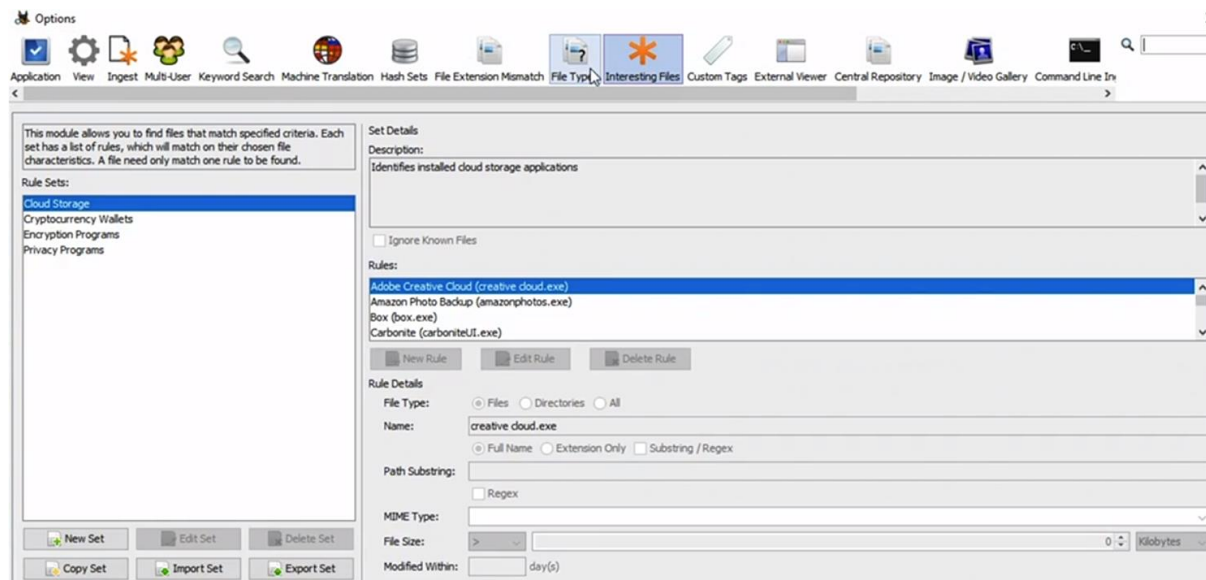 Options
Application View Ingest Multi-User Keyword Search Machine Translation Hash Sets File Extension Mismatch File Types Interesting Files Custom Tags External Viewer Central Repository Image / Video Gallery Command Line
This module allows you to find files that match specified criteria. Each
set has a list of rules, which will match on their chosen file
characteristics. A file need only match one rule to be found.
Rule Sets:
Cloud Storage
Cryptocurrency Wallets
Encryption Programs
Privacy Programs
New Set Edit Set Delete Set
Copy Set Import Set Export Set
Set Details
Description:
Identifies installed cloud storage applications
Ignore Known Files
Rules:
Adobe Creative Cloud (creative cloud.exe)
Amazon Photo Backup (amazonphotos.exe)
Box (box.exe)
Carbonite (carboniteUI.exe)
New Rule Edit Rule Delete Rule
Rule Details
File Type: Files Directories All
Name: creative cloud.exe
Full Name Extension Only Substring / Regex
Path Substring:
Regex
MIME Type:
File Size: > 0 Kilobytes
Modified Within: day(s)